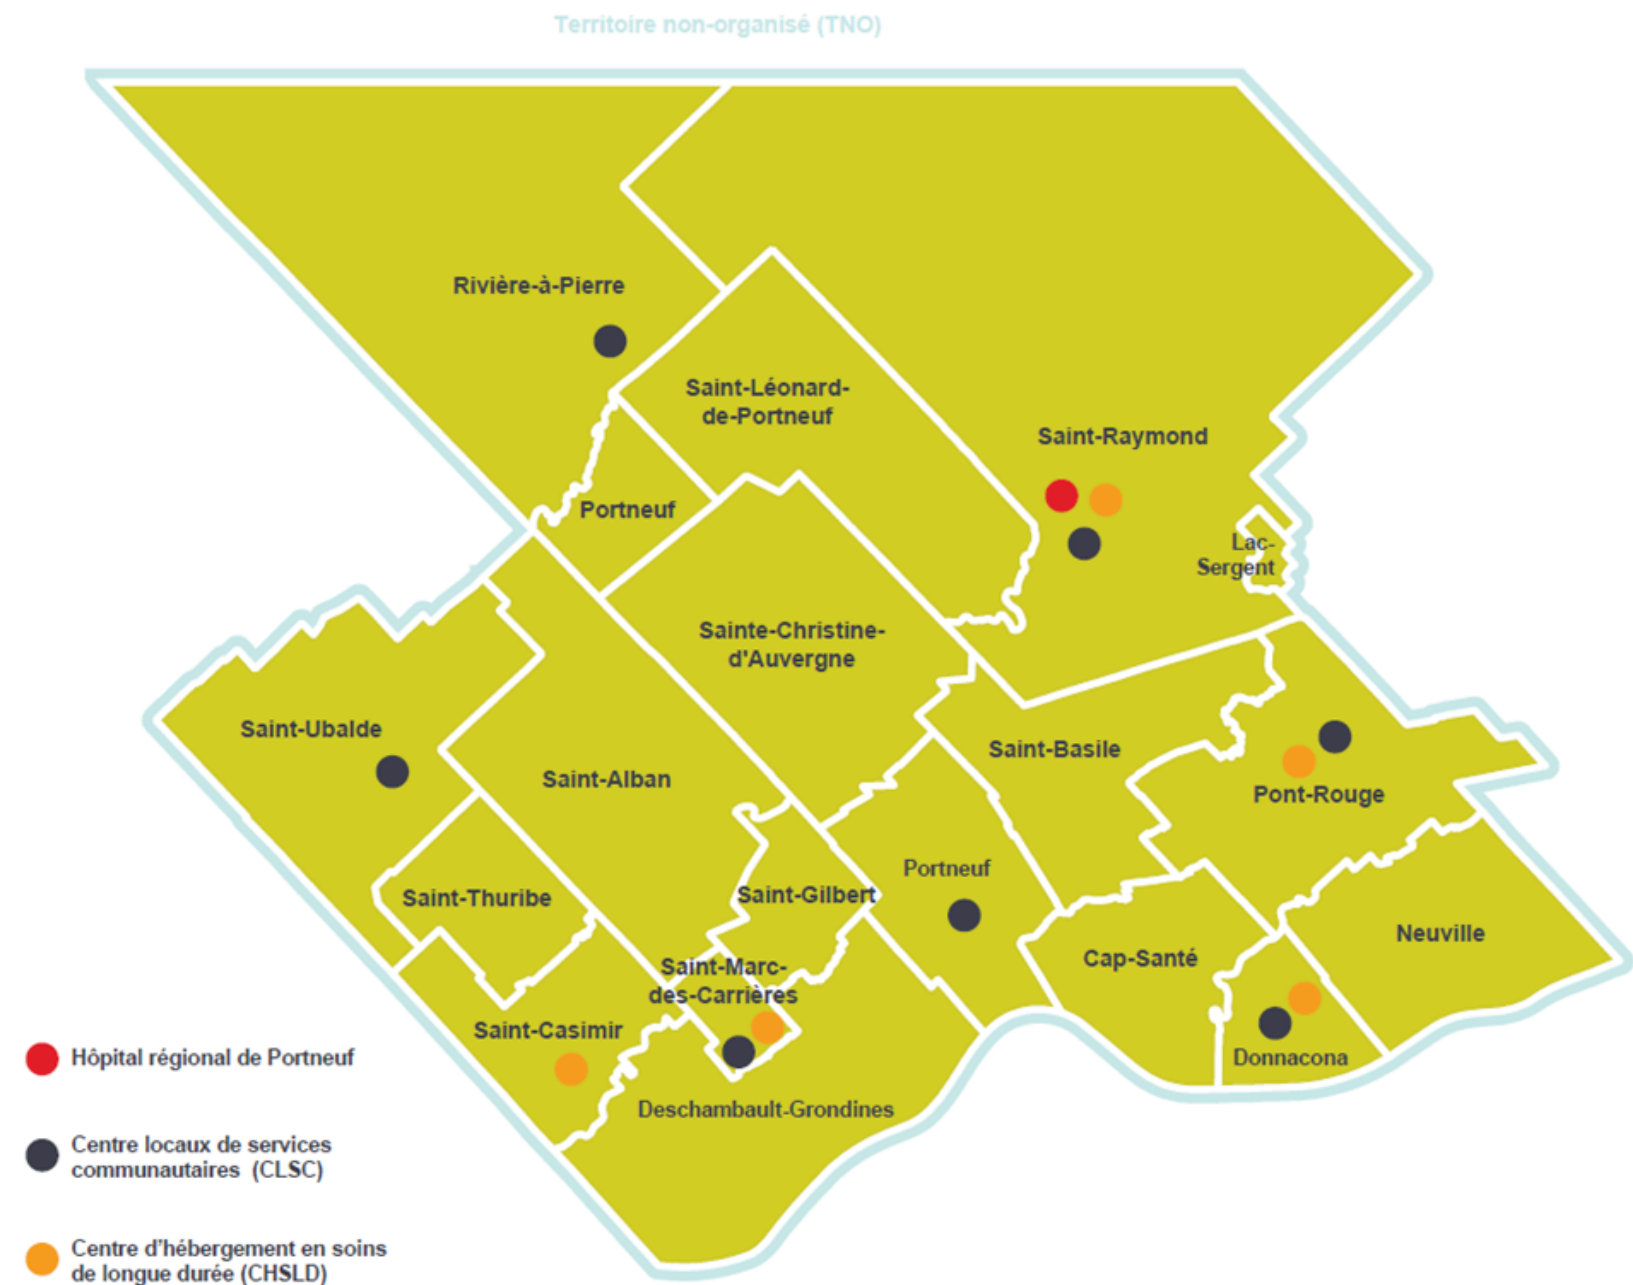 Territoire non-organisé (TNO)
Rivière-à-Pierre
Saint-Léonard-
de-Portneuf
Saint-Raymond
Portneuf
Lac-
Sergent
Sainte-Christine-
d'Auvergne
Saint-Ubalde
Saint-Alban
Saint-Basile
Pont-Rouge
Portneuf
Saint-Thuribe
Saint-Gilbert
Neuville
Cap-Santé
Saint-Marc-
des-Carrières
Saint-Casimir
Donnacona
Deschambault-Grondines
Hôpital régional de Portneuf
Centre locaux de services
communautaires (CLSC)
Centre d'hébergement en soins
de longue durée (CHSLD)